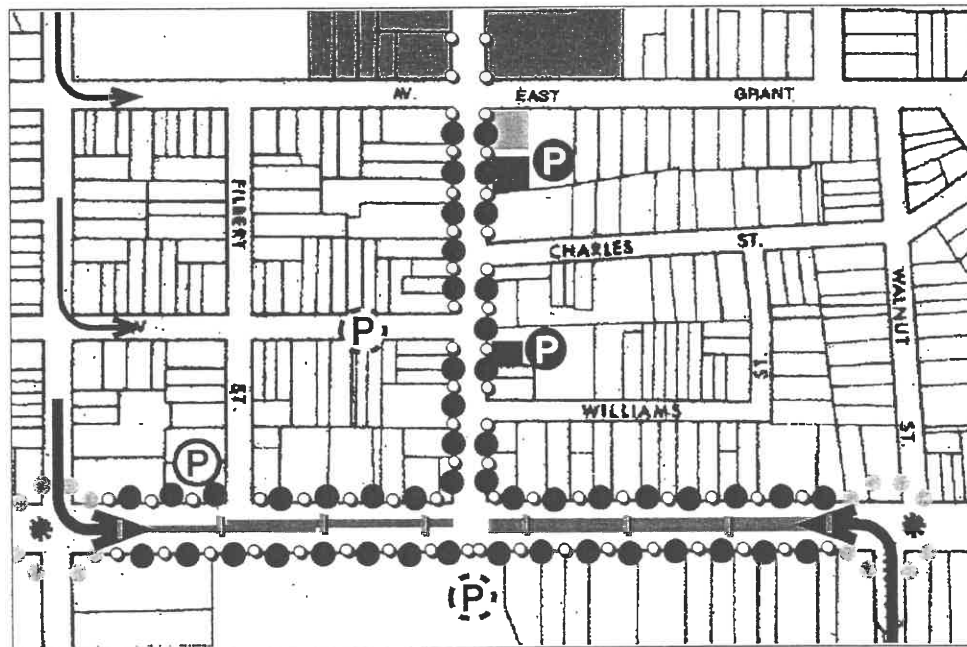 AV. EAST GRANT
P
FILBERT
CHARLES ST.
WALNUT
P
P
ST.
ST.
WILLIAMS
ST.
P
P